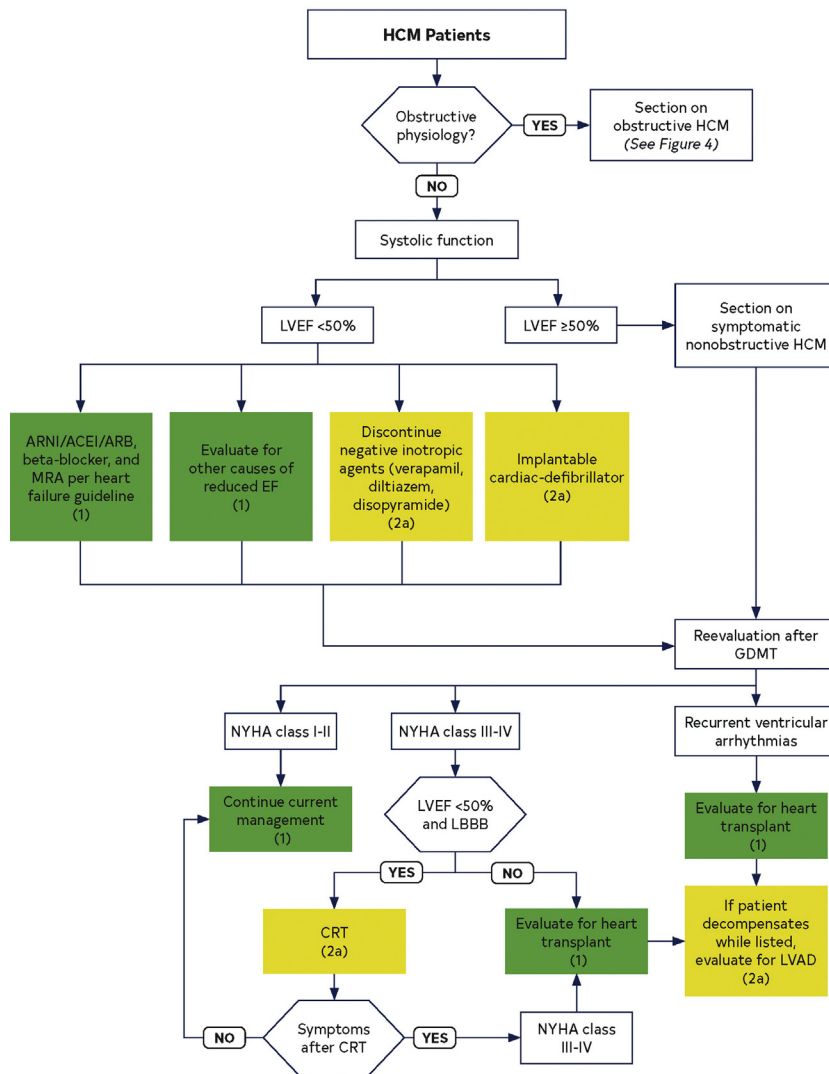 HCM Patients
Obstructive
physiology?
YES
Section on
obstructive HCM
(See Figure 4)
NO
Systolic function
LVEF <50%
LVEF ≥50%
Section on
symptomatic
nonobstructive HCM
ARNI/ACEI/ARB,
beta-blocker, and
MRA per heart
failure guideline
(1)
Evaluate for
other causes of
reduced EF
(1)
Discontinue
negative inotropic
agents (verapamil,
diltiazem,
disopyramide)
(2a)
Implantable
cardiac-defibrillator
(2a)
Reevaluation after
GDMT
NYHA class I-II
NYHA class III-IV
Recurrent ventricular
arrhythmias
Continue current
management
(1)
LVEF <50%
and LBBB
Evaluate for heart
transplant
(1)
YES
NO
CRT
(2a)
Evaluate for heart
transplant
(1)
If patient
decompensates
while listed,
evaluate for LVAD
(2a)
NO
Symptoms
after CRT
YES
NYHA class
III-IV